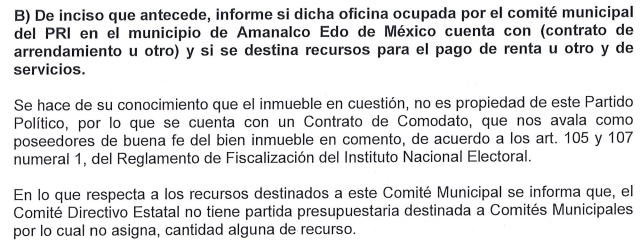 B) De inciso que antecede, informe si dicha oficina ocupada por el comité municipal
del PRI en el municipio de Amanalco Edo de México cuenta con (contrato de
arrendamiento u otro) y si se destina recursos para el pago de renta u otro y de
servicios.
Se hace de su conocimiento que el inmueble en cuestión, no es propiedad de este Partido
Político, por lo que se cuenta con un Contrato de Comodato, que nos avala como
poseedores de buena fe del bien inmueble en comento, de acuerdo a los art. 105 y 107
numeral 1, del Reglamento de Fiscalización del Instituto Nacional Electoral.
En lo que respecta a los recursos destinados a este Comité Municipal se informa que, el
Comité Directivo Estatal no tiene partida presupuestaria destinada a Comités Municipales
por lo cual no asigna, cantidad alguna de recurso.